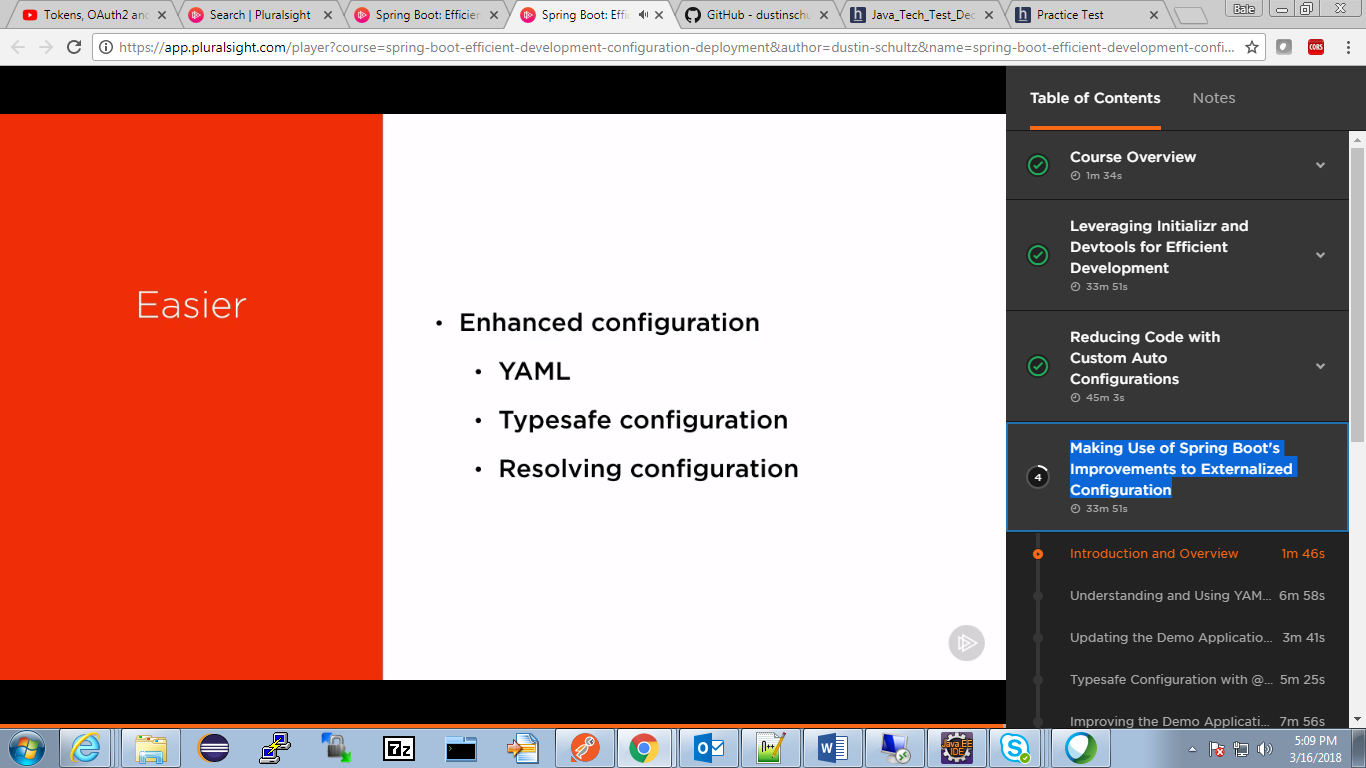 Tokens, OAuth2 and
Search | Pluralsight
Spring Boot: Efficien
Spring Boot: Effi
GitHub - dustinschu
Java_Tech_Test_Dec
Practice Test
Bale
https://app.pluralsight.com/player?course=spring-boot-efficient-development-configuration-deployment&author=dustin-schultz&name=spring-boot-efficient-development-confi...
CORS
Easier
• Enhanced configuration
• YAML
• Typesafe configuration
• Resolving configuration
Table of Contents
Notes
Course Overview
1m 34s
Leveraging Initializr and
Devtools for Efficient
Development
33m 51s
Reducing Code with
Custom Auto
Configurations
45m 3s
4
Making Use of Spring Boot's
Improvements to Externalized
Configuration
33m 51s
Introduction and Overview 1m 46s
Understanding and Using YAM... 6m 58s
Updating the Demo Applicatio... 3m 41s
Typesafe Configuration with @... 5m 25s
Improving the Demo Applicati... 7m 56s
7z
Java EE
IDE
5:09 PM
3/16/2018